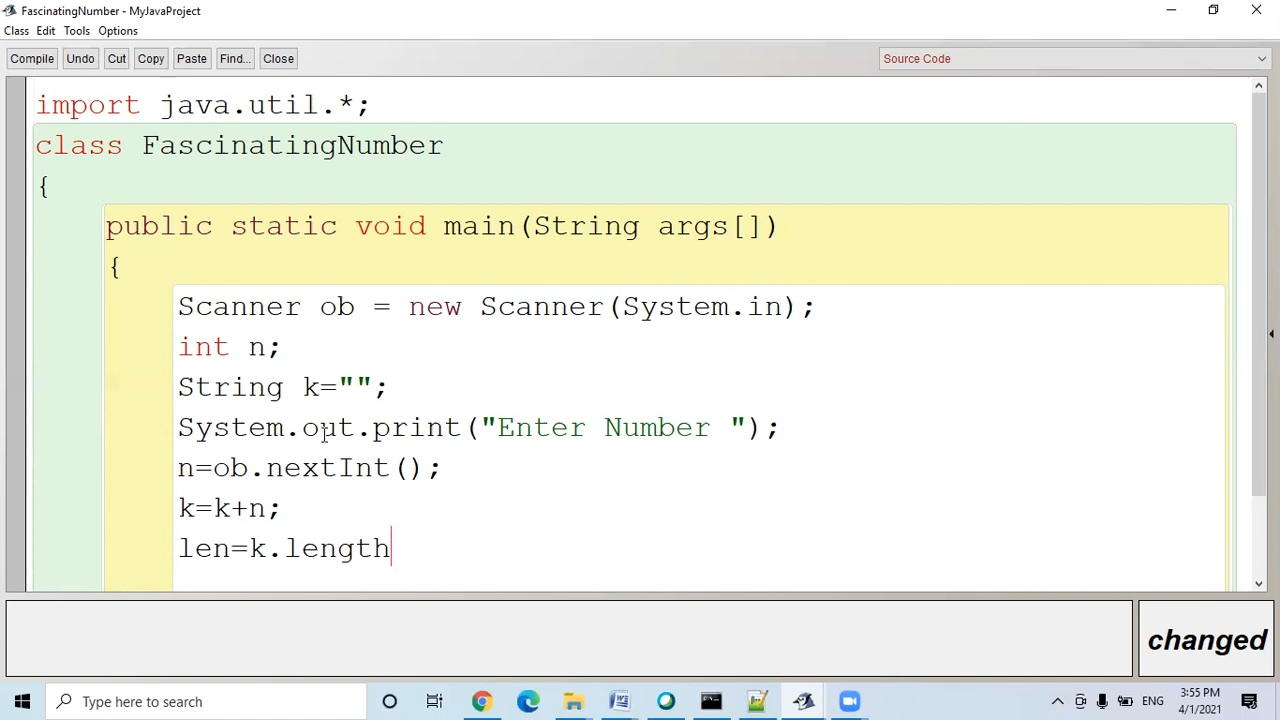 FascinatingNumber - MyJavaProject
Class Edit Tools Options
Compile Undo Cut Copy Paste Find... Close Source Code
import java.util.*;
class FascinatingNumber
{
public static void main(String args[])
{
Scanner ob = new Scanner(System.in);
int n;
String k="";
System.out.print("Enter Number ");
n=ob.nextInt();
k=k+n;
len=k.length
changed
Type here to search
ENG
3:55 PM
4/1/2021